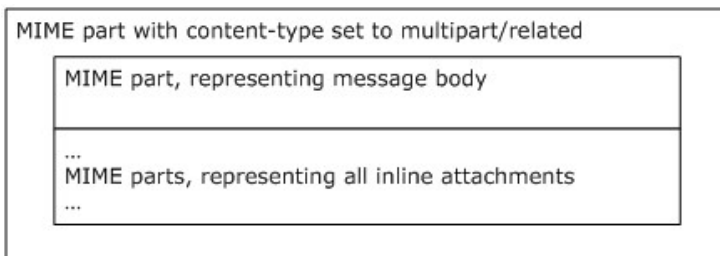 MIME part with content-type set to multipart/related
MIME part, representing message body
...
MIME parts, representing all inline attachments
...